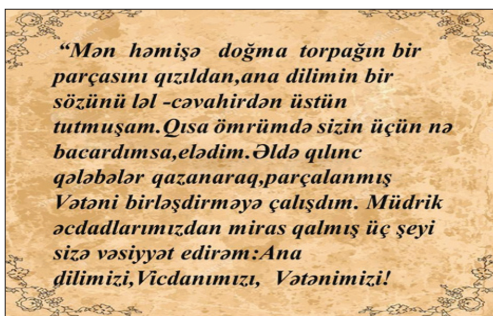 “Mən həmişə doğma torpağın bir
parçasını qızıldan,ana dilimin bir
sözünü ləl -cəvahirdən üstün
tutmuşam.Qısa ömrümdə sizin üçün nə
bacardımsa,elədim.Əldə qılınc
qələbələr qazanaraq,parçalanmış
Vətəni birləşdirməyə çalışdım. Müdrik
əcdadlarımızdan miras qalmış üç şeyi
sizə vəsiyyət edirəm:Ana
dilimizi,Vicdanımızı, Vətənimizi!